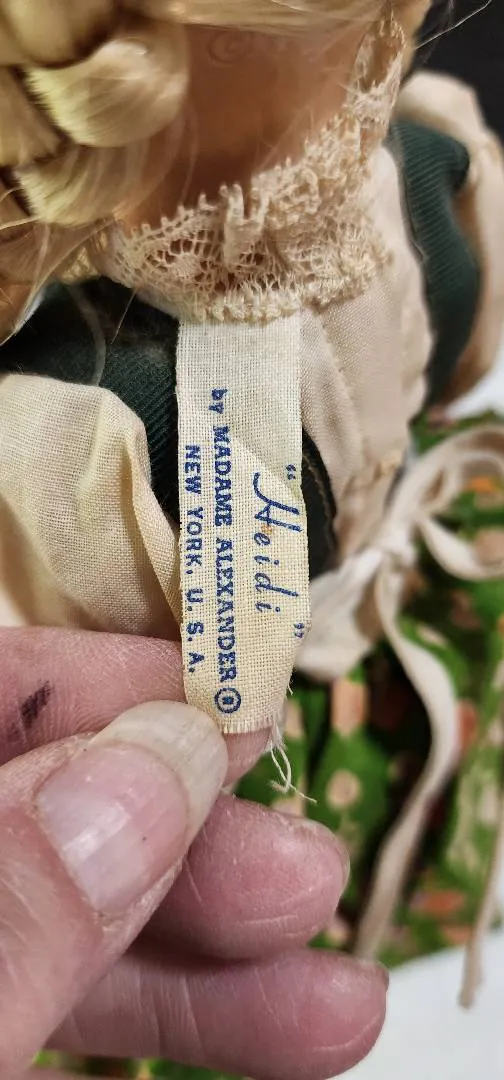 "Heidi"
by MADAME ALEXANDER ®
NEW YORK, U. S. A.